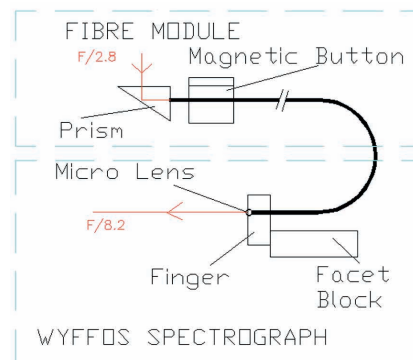 FIBRE MODULE
F/2.8
Magnetic Button
Prism
Micro Lens
F/8.2
Finger
Facet
Block
WYFFOS SPECTROGRAPH